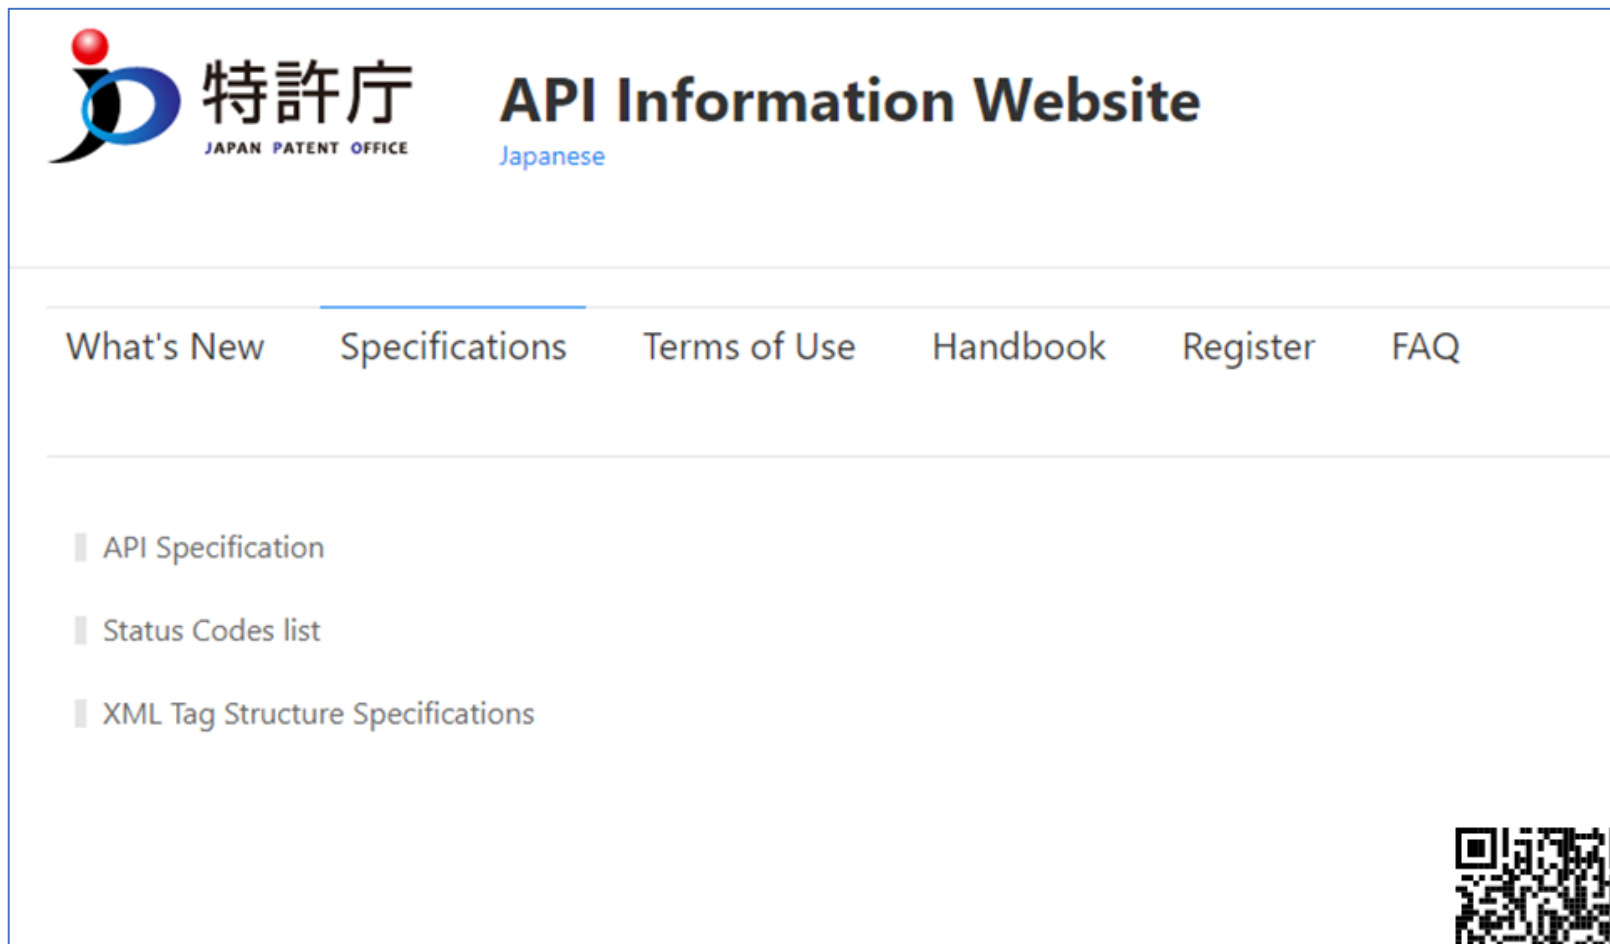 特許庁
JAPAN PATENT OFFICE
API Information Website
Japanese
What's New Specifications Terms of Use Handbook Register FAQ
API Specification
Status Codes list
XML Tag Structure Specifications